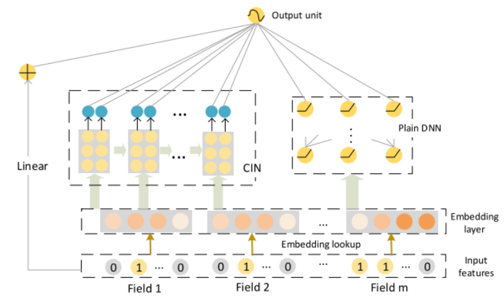 Output unit
...
CIN
...
Plain DNN
⋮
Linear
...
Embedding layer
Embedding lookup
0 1 ... 0 0 1 ... 0 ... 1 1 ... 0
Input features
Field 1 Field 2 Field m